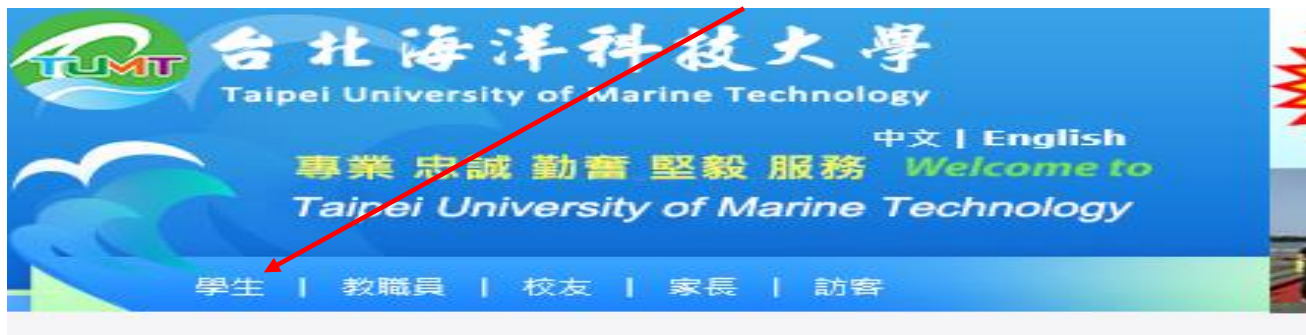 TUMT 台北海洋科技大學
Taipei University of Marine Technology
中文 | English
專業 忠誠 勤奮 堅毅 服務 Welcome to
Taipei University of Marine Technology
學生 | 教職員 | 校友 | 家長 | 訪客